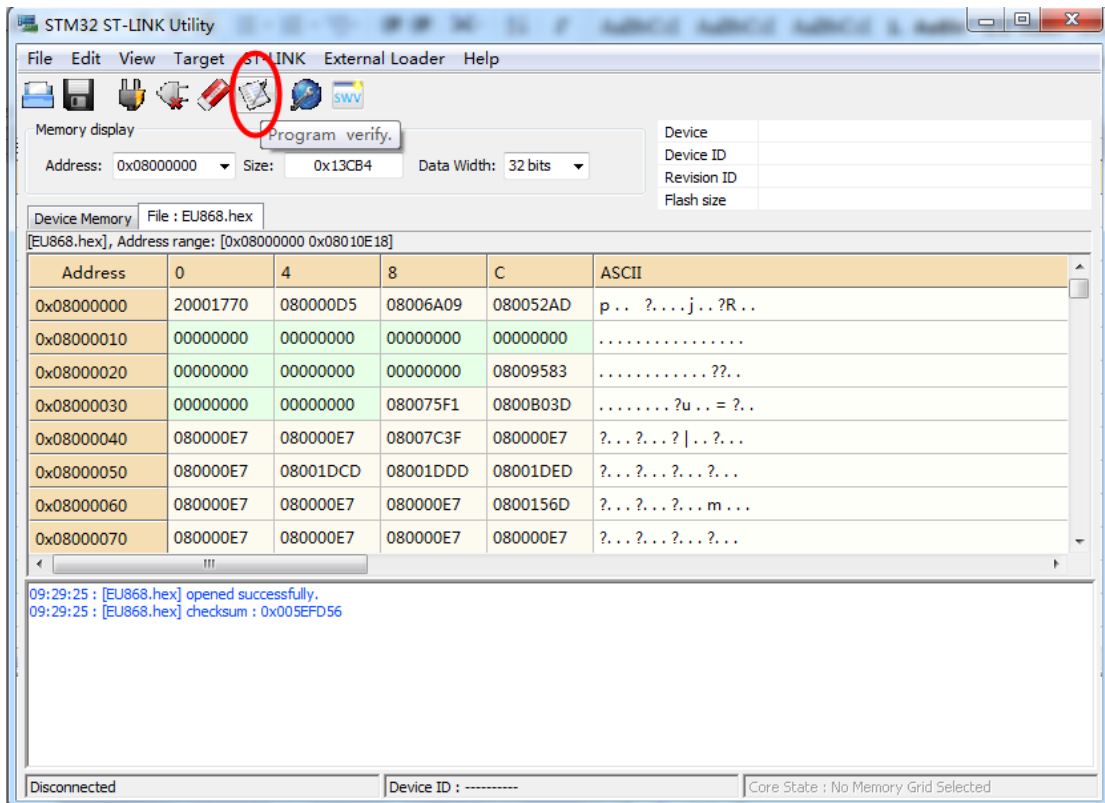 STM32 ST-LINK Utility
File Edit View Target ST-LINK External Loader Help
SWV
Program verify.
Memory display
Address: 0x08000000 Size: 0x13CB4 Data Width: 32 bits
Device
Device ID
Revision ID
Flash size
Device Memory File : EU868.hex
[EU868.hex], Address range: [0x08000000 0x08010E18]
Address 0 4 8 C ASCII
0x08000000 20001770 080000D5 08006A09 080052AD p . . ? . . . . j . . ? R . .
0x08000010 00000000 00000000 00000000 00000000 . . . . . . . . . . . . . . . .
0x08000020 00000000 00000000 00000000 08009583 . . . . . . . . . . . . ? ? . .
0x08000030 00000000 00000000 080075F1 0800B03D . . . . . . . . ? u . . = ? . .
0x08000040 080000E7 080000E7 08007C3F 080000E7 ? . . . ? . . . ? | . . ? . . .
0x08000050 080000E7 08001DCD 08001DDD 08001DED ? . . . ? . . . ? . . . ? . . .
0x08000060 080000E7 080000E7 080000E7 0800156D ? . . . ? . . . ? . . . m . . .
0x08000070 080000E7 080000E7 080000E7 080000E7 ? . . . ? . . . ? . . . ? . . .
09:29:25 : [EU868.hex] opened successfully.
09:29:25 : [EU868.hex] checksum : 0x005EFD56
Disconnected Device ID : ---------- Core State : No Memory Grid Selected